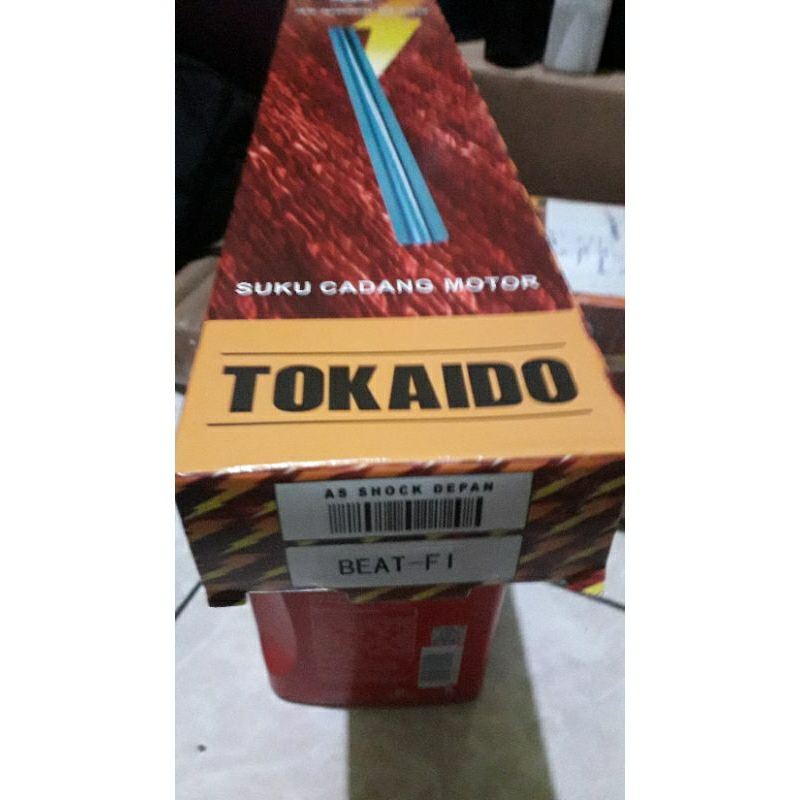 SUKU CADANG MOTOR
TOKAIDO
AS SHOCK DEPAN
BEAT-FI